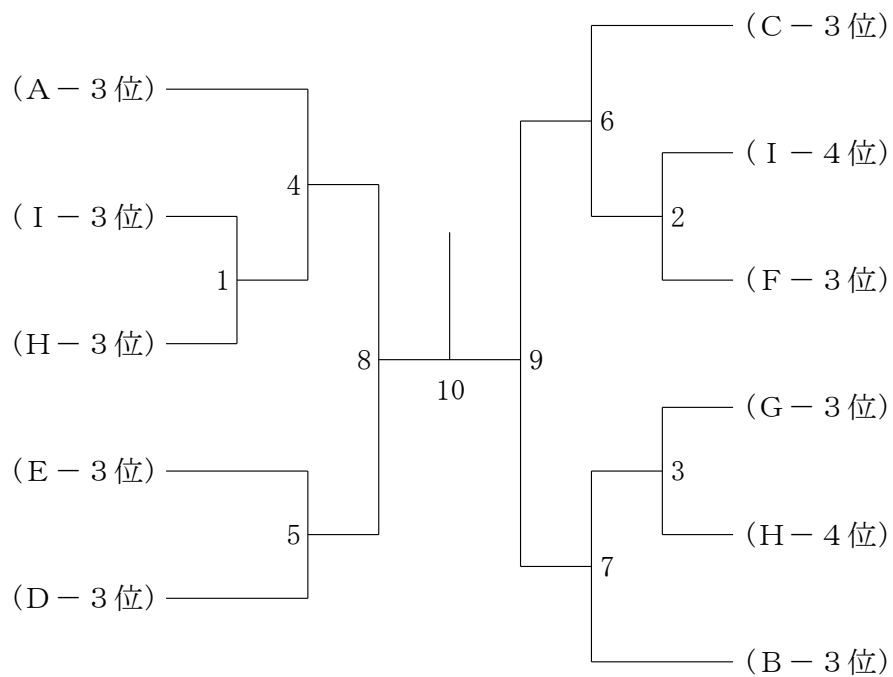 （Ｃ－３位）
（Ａ－３位）
6
（Ｉ－４位）
4
（Ｉ－３位）
2
1
（Ｆ－３位）
（Ｈ－３位）
8
9
10
（Ｇ－３位）
（Ｅ－３位）
3
5
（Ｈ－４位）
7
（Ｄ－３位）
（Ｂ－３位）